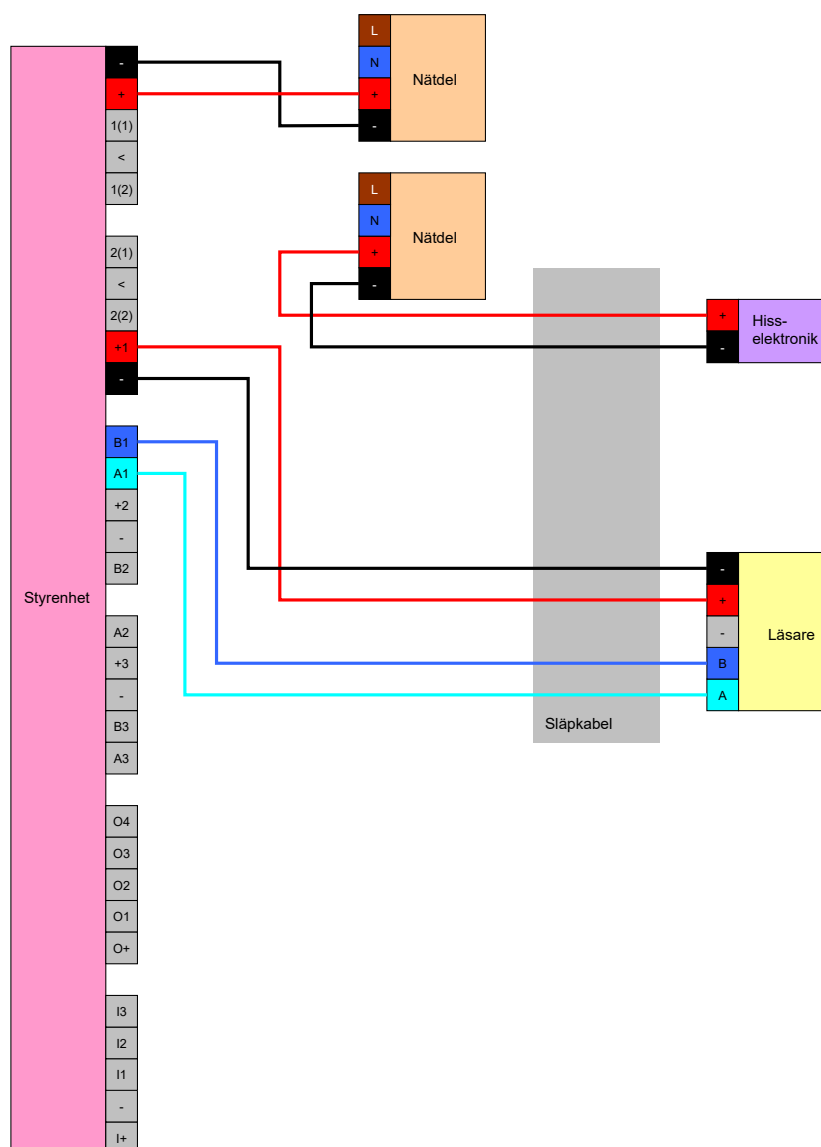 Styrenhet
-
+
1(1)
<
1(2)
2(1)
<
2(2)
+1
-
B1
A1
+2
-
B2
A2
+3
-
B3
A3
O4
O3
O2
O1
O+
I3
I2
I1
-
I+
L
N
+
-
Nätdel
L
N
+
-
Nätdel
Släpkabel
+
-
Hiss-
elektronik
-
+
-
B
A
Läsare